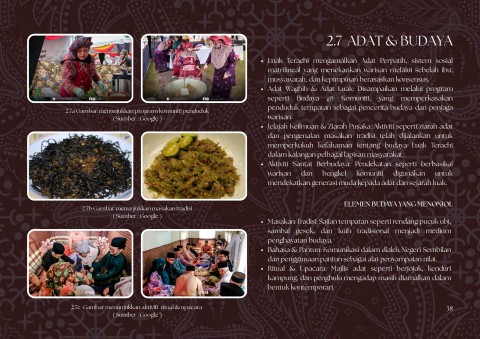 2.7 ADAT & BUDAYA
• Luak Terachi mengamalkan Adat Perpatih, sistem sosial
matrilineal yang menekankan warisan melalui sebelah ibu,
musyawarah, dan kepimpinan berasaskan konsensus.
• Adat Waghih & Adat Luak: Disampaikan melalui program
seperti Budaya @ Komuniti, yang memperkasakan
penduduk tempatan sebagai pencerita budaya dan penjaga
warisan.
• Jelajah Keilmuan & Ziarah Pusaka: Aktiviti seperti ziarah adat
dan pengenalan masakan tradisi telah dijalankan untuk
memperkukuh kefahaman tentang budaya Luak Terachi
dalam kalangan pelbagai lapisan masyarakat.
• Aktiviti Santai Berbudaya: Pendekatan seperti berbasikal
warisan dan bengkel komuniti digunakan untuk
mendekatkan generasi muda kepada adat dan sejarah luak.
ELEMEN BUDAYA YANG MENONJOL
• Masakan Tradisi: Sajian tempatan seperti rendang pucuk ubi,
sambal gesek, dan kuih tradisional menjadi medium
penghayatan budaya.
• Bahasa & Pantun: Komunikasi dalam dialek Negeri Sembilan
dan penggunaan pantun sebagai alat penyampaian nilai.
• Ritual & Upacara: Majlis adat seperti berjojak, kenduri
kampung, dan penghulu mengadap masih diamalkan dalam
bentuk kontemporari.
2.7a Gambar menunjukkan program komuniti penduduk
( Sumber : Google )
2.7b Gambar menunjukkan masakan tradisi
( Sumber : Google )
2.7c Gambar menunjukkan aktiviti ritual & upacara
( Sumber : Google )
38